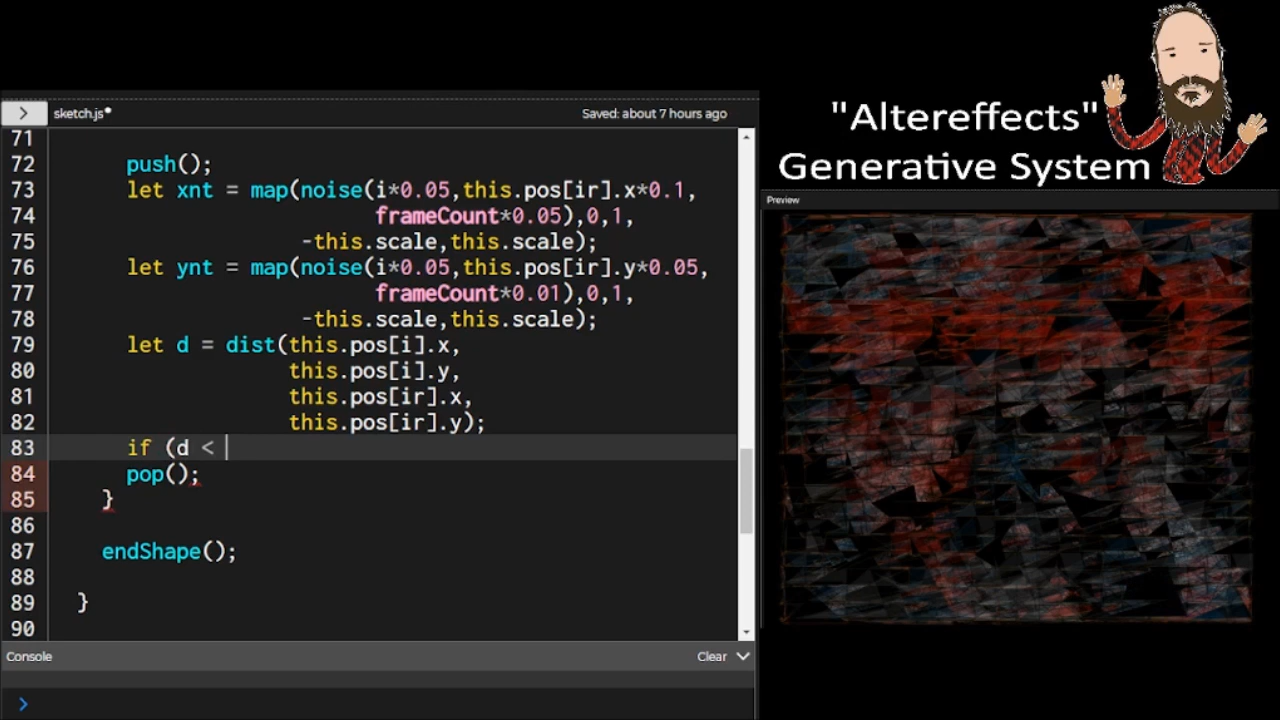 sketch.js•
Saved: about 7 hours ago
"Altereffects"
Generative System
Preview
71
72 push();
73 let xnt = map(noise(i*0.05,this.pos[ir].x*0.1,
74 frameCount*0.05),0,1,
75 -this.scale,this.scale);
76 let ynt = map(noise(i*0.05,this.pos[ir].y*0.05,
77 frameCount*0.01),0,1,
78 -this.scale,this.scale);
79 let d = dist(this.pos[i].x,
80 this.pos[i].y,
81 this.pos[ir].x,
82 this.pos[ir].y);
83 if (d <
84 pop();
85 }
86
87 endShape();
88
89 }
90
Console
Clear